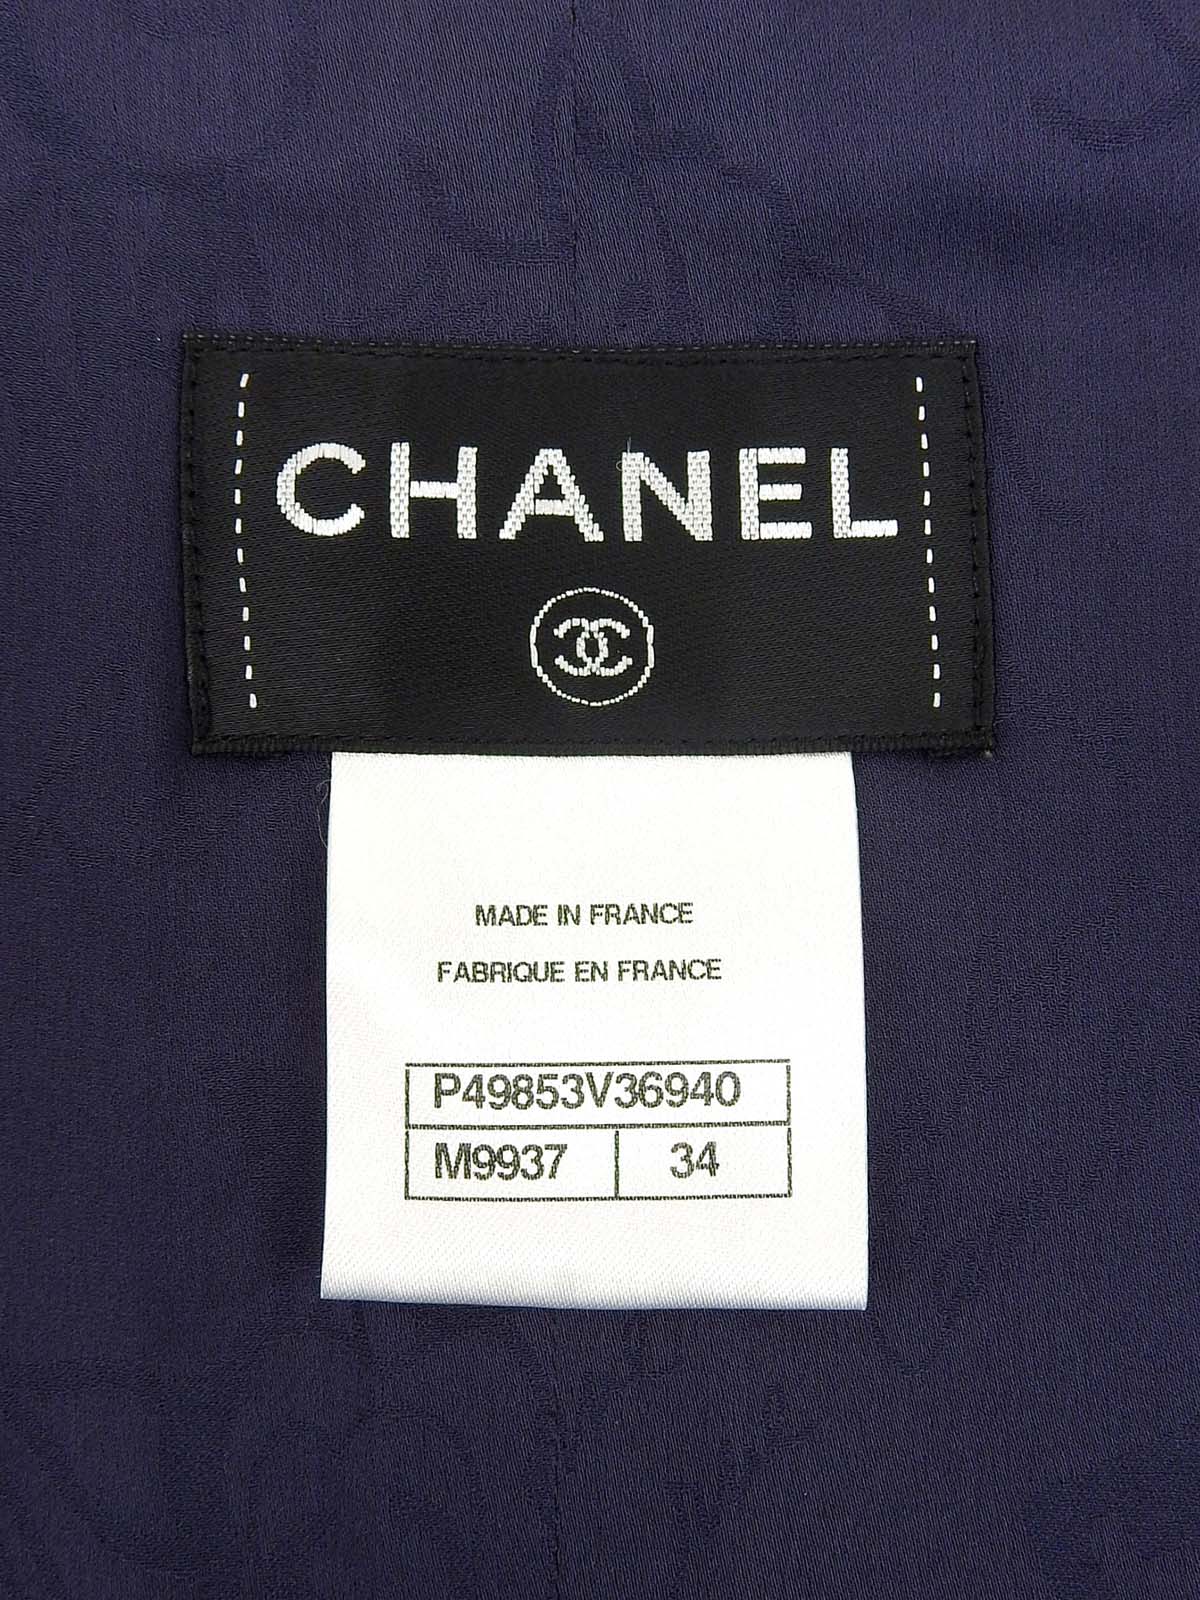 CHANEL
MADE IN FRANCE
FABRIQUE EN FRANCE
P49853V36940
M9937 34